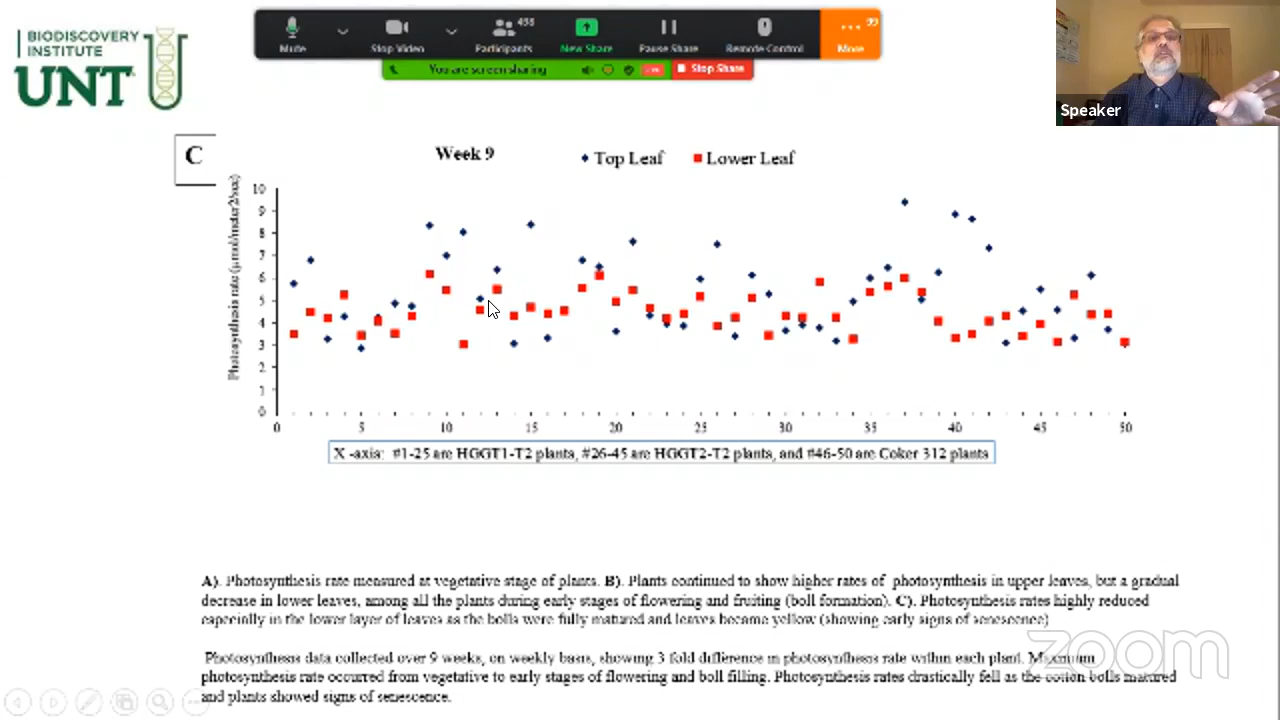 BIODISCOVERY
INSTITUTE
UNT
Mute
Stop Video
Participants
498
New Share
Pause Share
Remote Control
More
You are screen sharing
Stop Share
Speaker
C
Week 9
Top Leaf
Lower Leaf
10
9
8
7
6
5
4
3
2
1
0
0 5 10 15 20 25 30 35 40 45 50
X -axis: #1-25 are HGGT1-T2 plants, #26-45 are HGGT2-T2 plants, and #46-50 are Coker 312 plants
A). Photosynthesis rate measured at vegetative stage of plants. B). Plants continued to show higher rates of photosynthesis in upper leaves, but a gradual
decrease in lower leaves, among all the plants during early stages of flowering and fruiting (boll formation). C). Photosynthesis rates highly reduced
especinlly in the lower layer of leaves as the bolls were fully matured and leaves became yellow (showing early signs of senescence)
Photosynthesis data collected over 9 weeks, on weekly basis, showing 3 fold difference in photosynthesis rate within each plant. Maximum
photosynthesis rate occurred from vegetative to early stages of flowering and boll filling. Photosynthesis rates drastically fell as the cotton bolls matured
and plants showed signs of senescence.
zoom